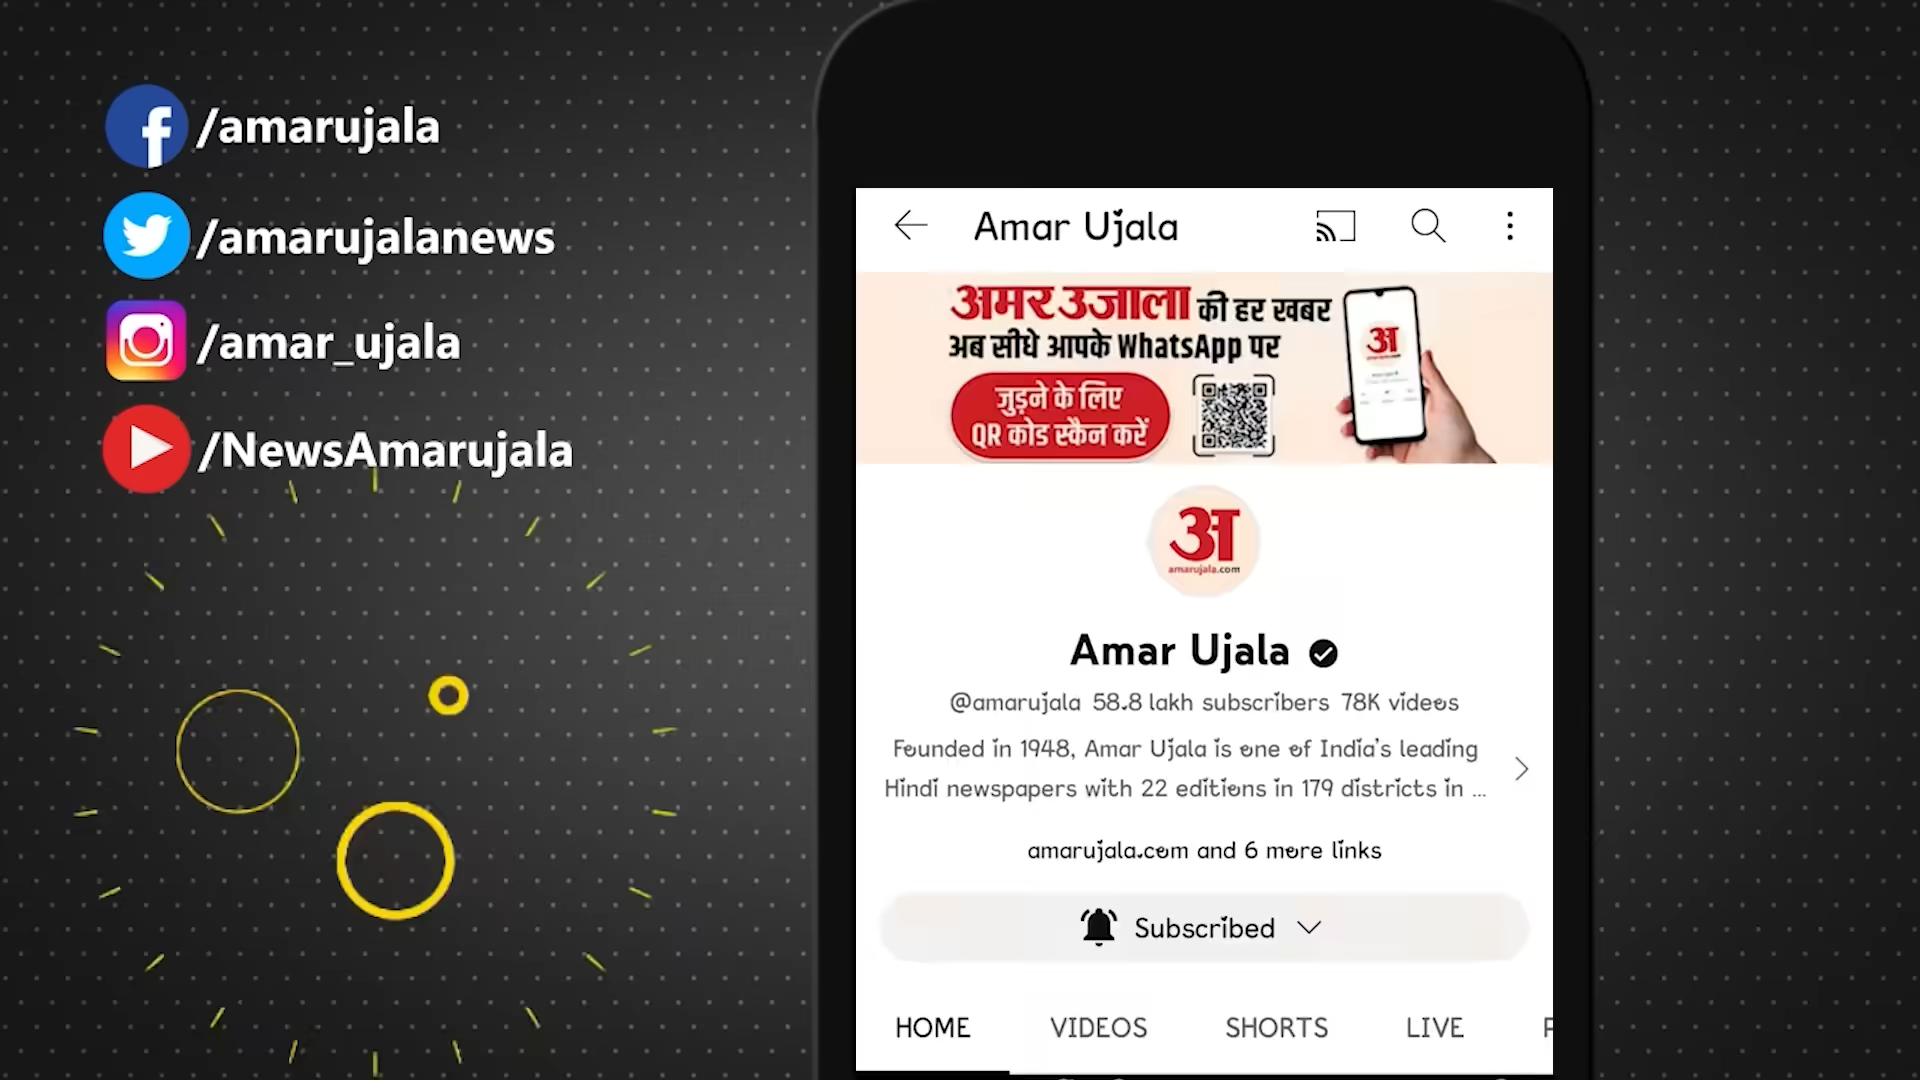 /amarujala
/amarujalanews
/amar_ujala
/NewsAmarujala
Amar Ujala
अमर उजाला की हर खबर
अब सीधे आपके WhatsApp पर
जुड़ने के लिए
QR कोड स्कैन करें
अ
अ
amarujala.com
Amar Ujala
@amarujala 58.8 lakh subscribers 78K videos
Founded in 1948, Amar Ujala is one of India's leading
Hindi newspapers with 22 editions in 179 districts in ...
amarujala.com and 6 more links
Subscribed
HOME VIDEOS SHORTS LIVE